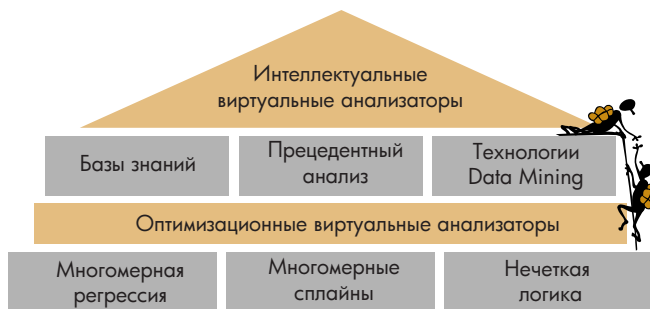 Интеллектуальные
виртуальные анализаторы
Базы знаний
Прецедентный
анализ
Технологии
Data Mining
Оптимизационные виртуальные анализаторы
Многомерная
регрессия
Многомерные
сплайны
Нечеткая
логика